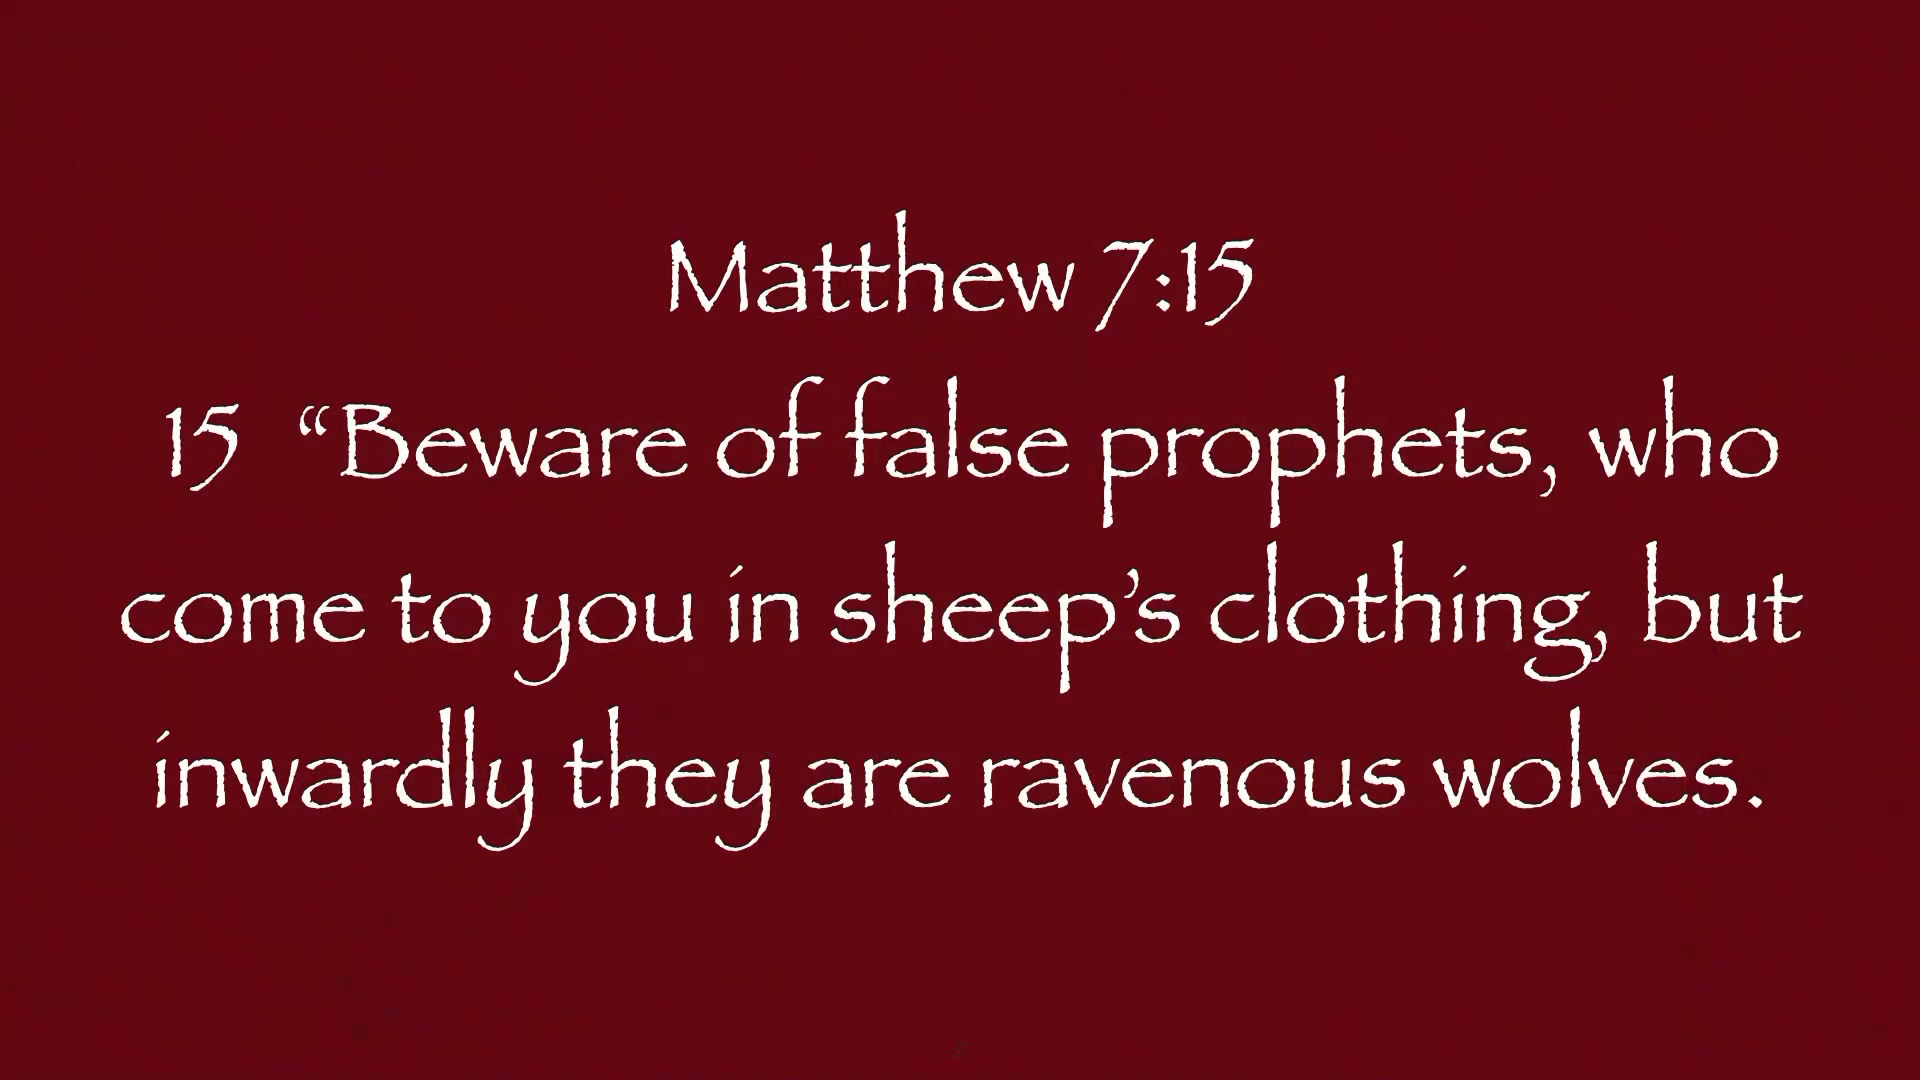 Matthew 7:15
15 “Beware of false prophets, who
come to you in sheep’s clothing, but
inwardly they are ravenous wolves.